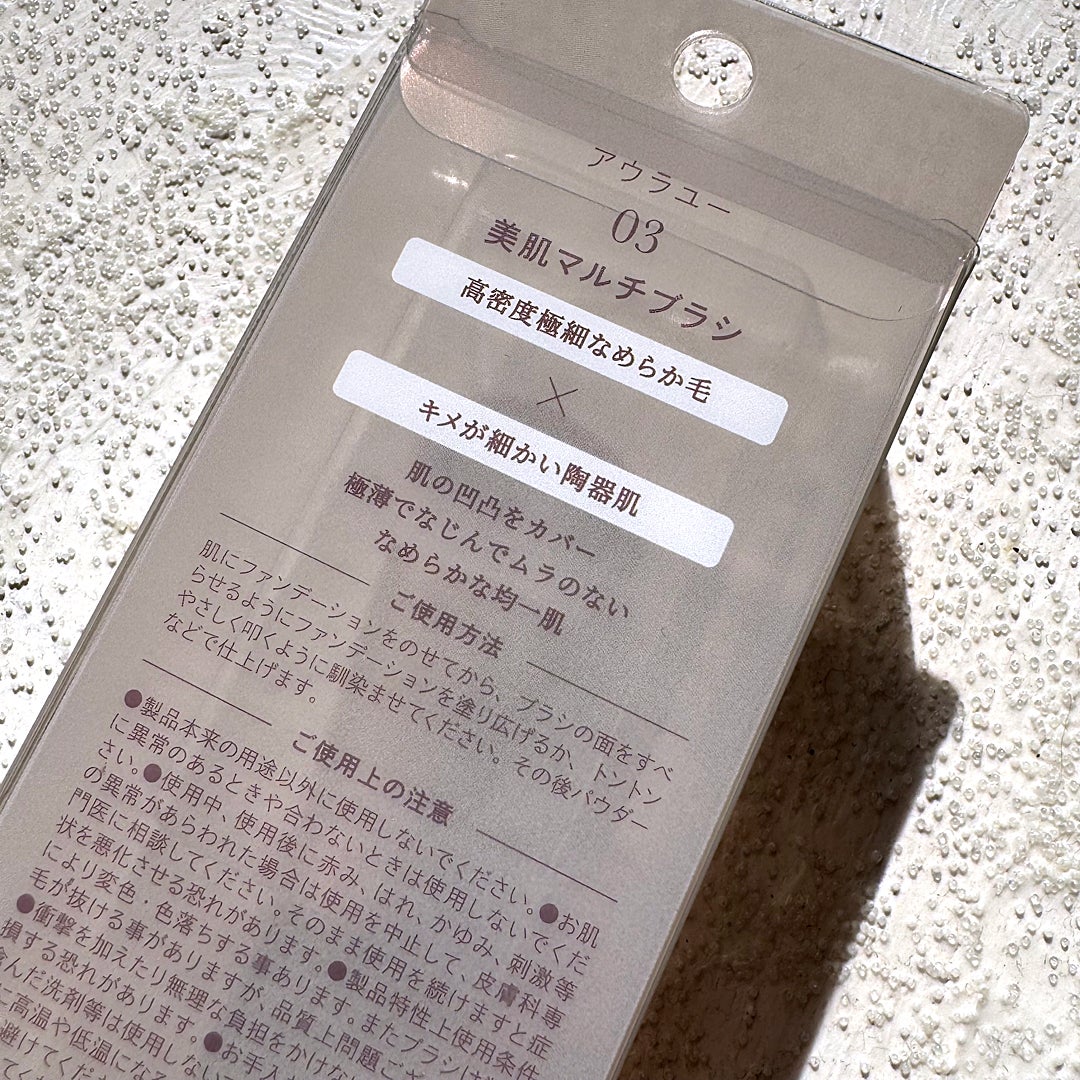 アウラユー
03
美肌マルチブラシ
高密度極細なめらか毛
×
キメが細かい陶器肌
肌の凹凸をカバー
極薄でなじんでムラのない
なめらかな均一肌
ご使用方法
肌にファンデーションをのせてから、ブラシの面をすべ
らせるようにファンデーションを塗り広げるか、トントン
やさしく叩くように馴染ませてください。その後パウダー
などで仕上げます。
ご使用上の注意
●製品本来の用途以外に使用しないでください。●お肌
に異常のあるときや合わないときは使用しないでくだ
さい。●使用中、使用後に赤み、はれ、かゆみ、刺激等
の異常があらわれた場合は使用を中止して、皮膚科専
門医に相談してください。そのまま使用を続けますと症
状を悪化させる恐れがあります。●製品特性上使用条件
により変色・色落ちする事あります。またブラシは
毛が抜ける事がありますが、品質上問題ご
●衝撃を加えたり無理な負担をかけな
損する恐れがあります。●お手入
んだ洗剤等は使用しない
高温や低温になる
避けてくだ